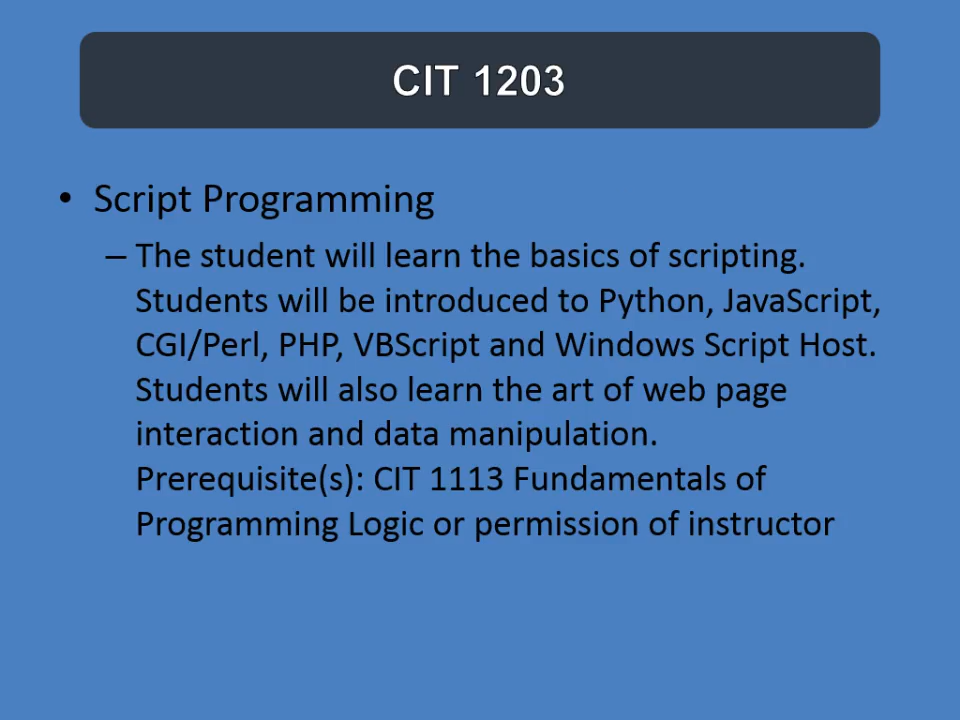 CIT 1203
• Script Programming
– The student will learn the basics of scripting.
Students will be introduced to Python, JavaScript,
CGI/Perl, PHP, VBScript and Windows Script Host.
Students will also learn the art of web page
interaction and data manipulation.
Prerequisite(s): CIT 1113 Fundamentals of
Programming Logic or permission of instructor